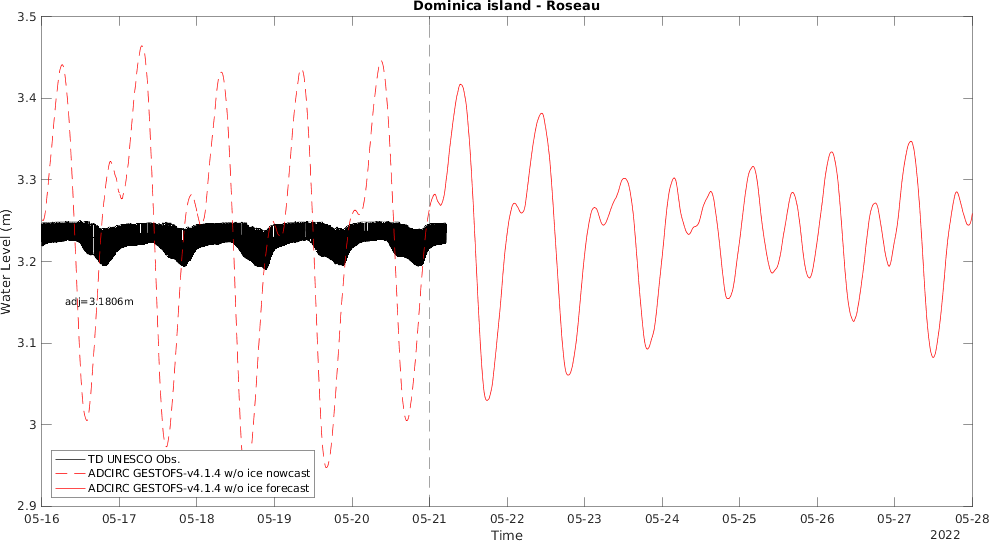 Dominica island - Roseau
3.5
3.4
3.3
3.2
3.1
3
2.9
Water Level (m)
adj=3.1806m
TD UNESCO Obs.
ADCIRC GESTOFS-v4.1.4 w/o ice nowcast
ADCIRC GESTOFS-v4.1.4 w/o ice forecast
05-16 05-17 05-18 05-19 05-20 05-21 05-22 05-23 05-24 05-25 05-26 05-27 05-28
Time
2022